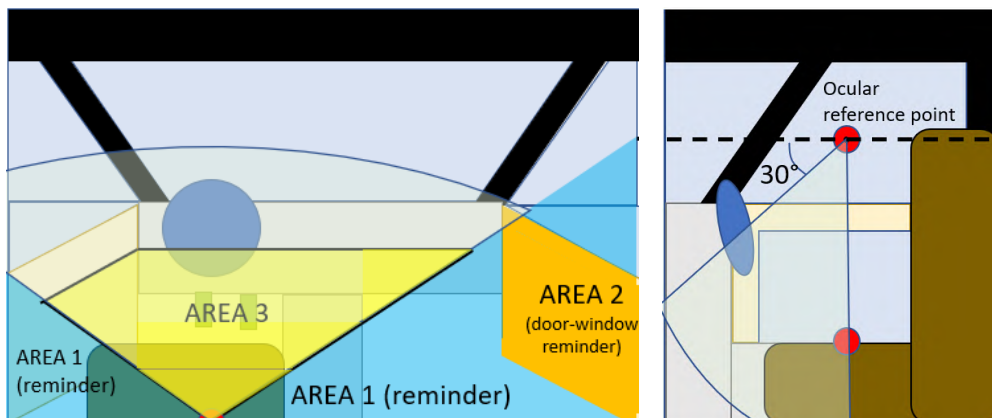 Ocular
reference point
30°
AREA 2
(door-window
reminder)
AREA 3
AREA 1
(reminder)
AREA 1 (reminder)